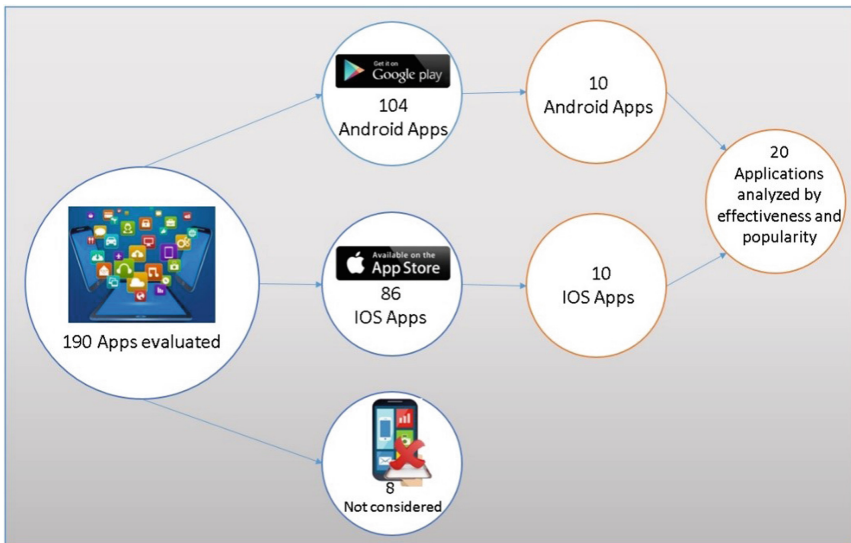 190 Apps evaluated
Get it on
Google play
104
Android Apps
10
Android Apps
Available on the
App Store
86
IOS Apps
10
IOS Apps
20
Applications
analyzed by
effectiveness and
popularity
8
Not considered